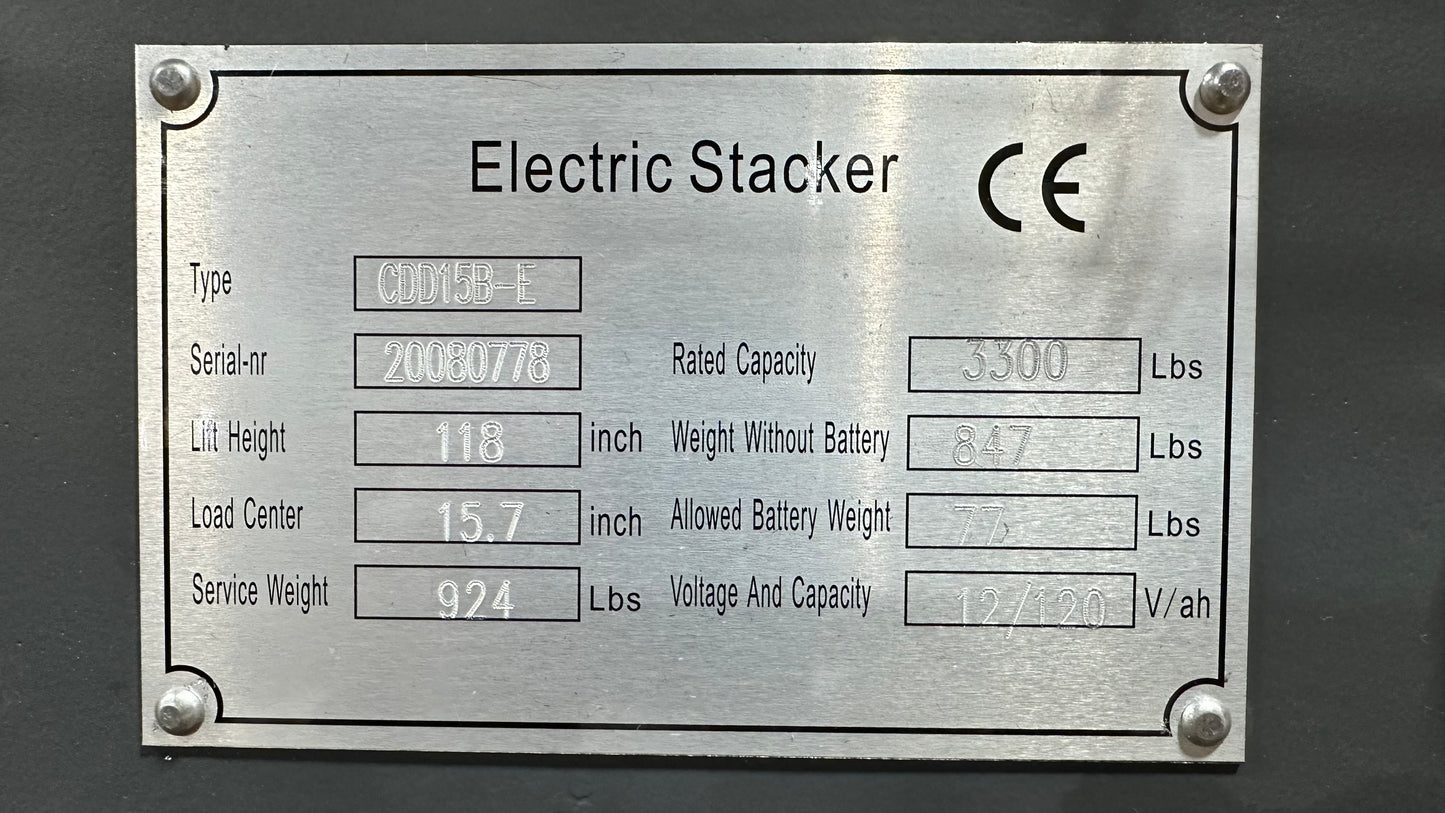 Electric Stacker CE
Type CDD15B-E
Serial-nr 20080778 Rated Capacity 3300 Lbs
Lift Height 118 inch Weight Without Battery 847 Lbs
Load Center 15.7 inch Allowed Battery Weight 77 Lbs
Service Weight 924 Lbs Voltage And Capacity 12/120 V/ah